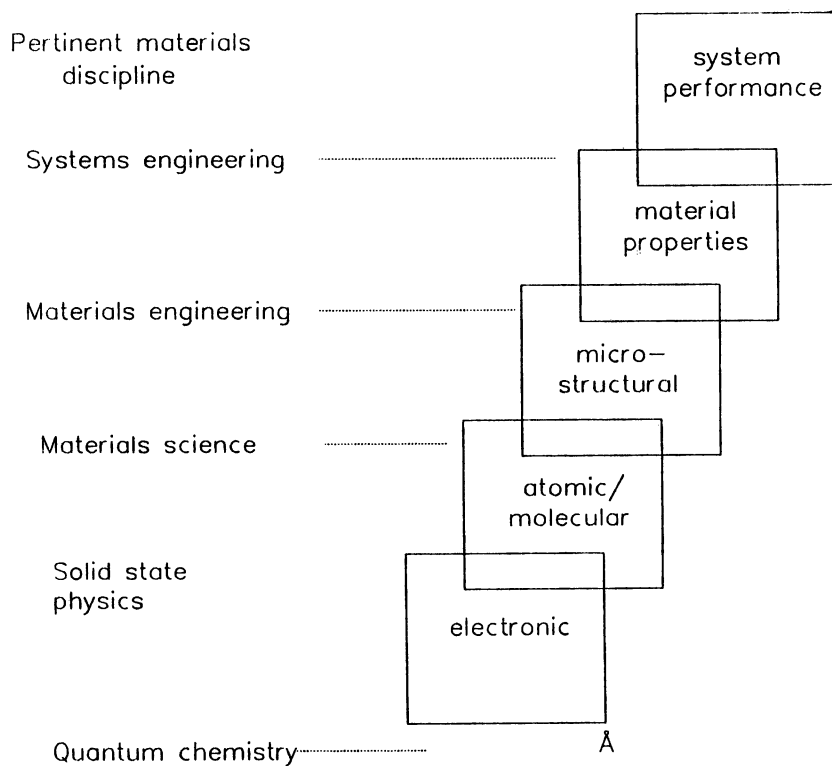 Pertinent materials
discipline
system
performance
Systems engineering
material
properties
Materials engineering
micro-
structural
Materials science
atomic/
molecular
Solid state
physics
electronic
Å
Quantum chemistry